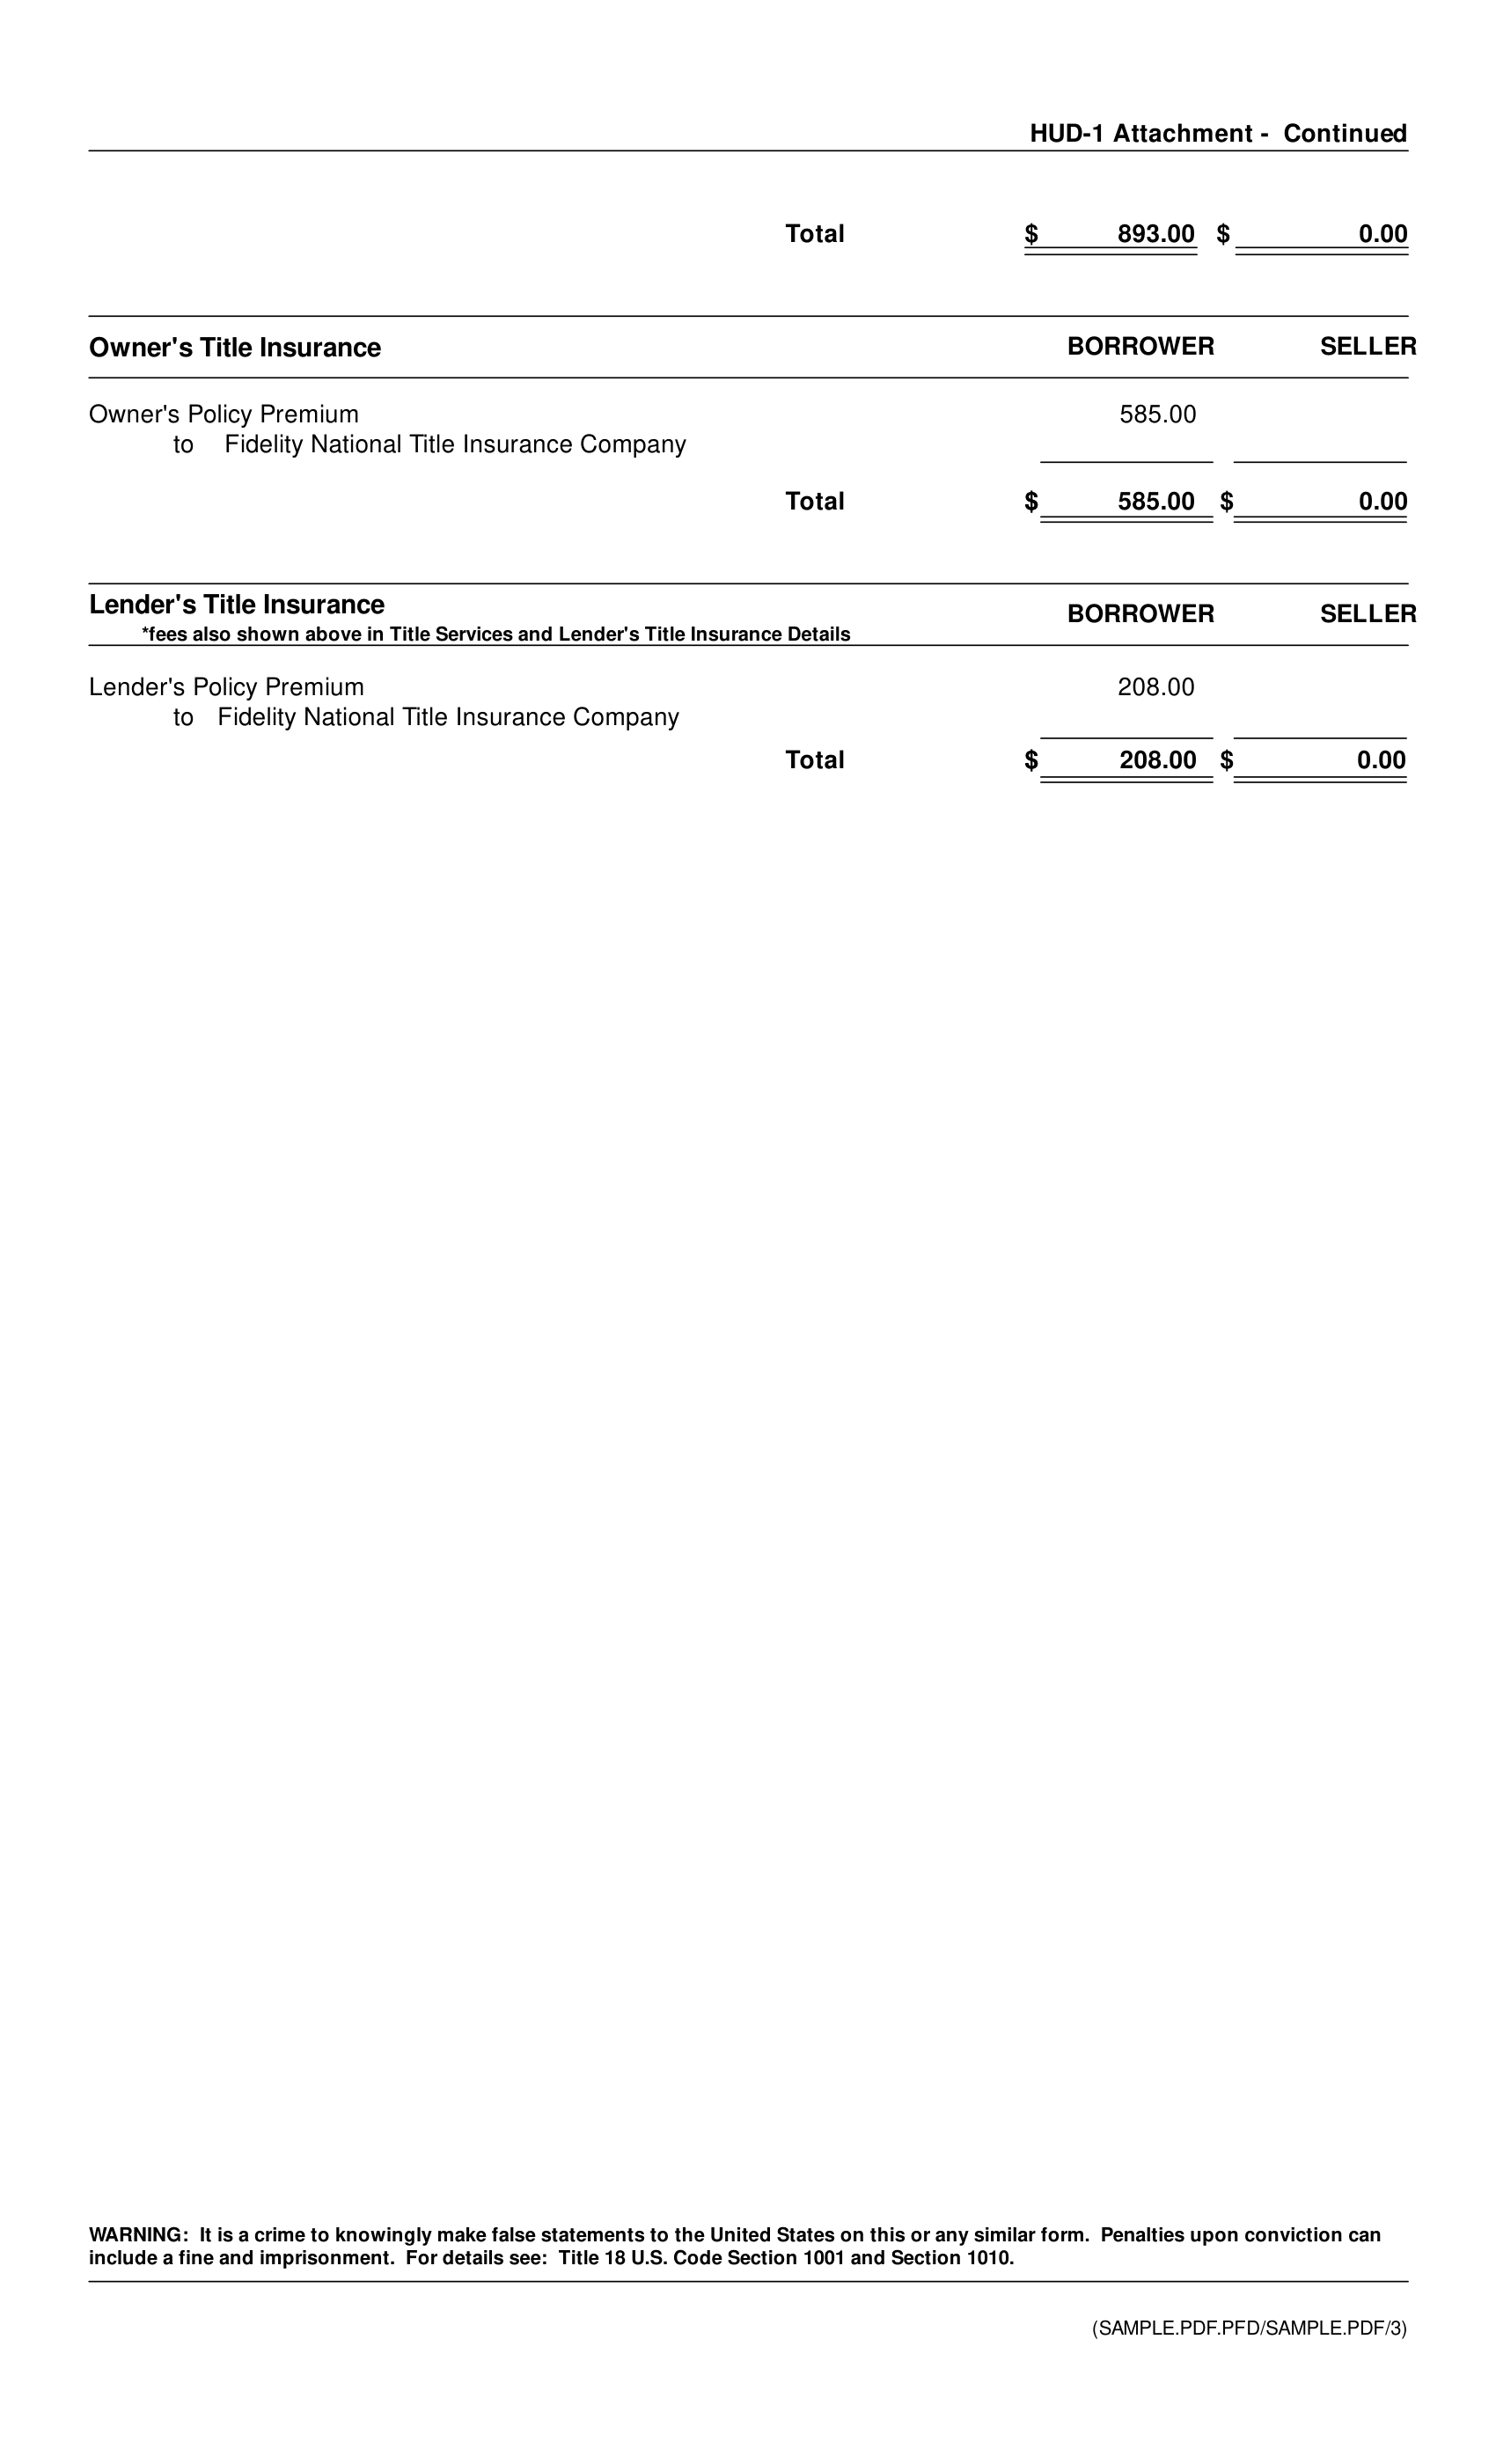 HUD-1 Attachment -  Continued
Total $ 893.00 $ 0.00
Owner's Title Insurance BORROWER SELLER
Owner's Policy Premium 585.00
to Fidelity National Title Insurance Company
Total $ 585.00 $ 0.00
Lender's Title Insurance BORROWER SELLER
*fees also shown above in Title Services and Lender's Title Insurance Details
Lender's Policy Premium 208.00
to Fidelity National Title Insurance Company
Total $ 208.00 $ 0.00
WARNING:  It is a crime to knowingly make false statements to the United States on this or any similar form.  Penalties upon conviction can
include a fine and imprisonment.  For details see:  Title 18 U.S. Code Section 1001 and Section 1010.
(SAMPLE.PDF.PFD/SAMPLE.PDF/3)